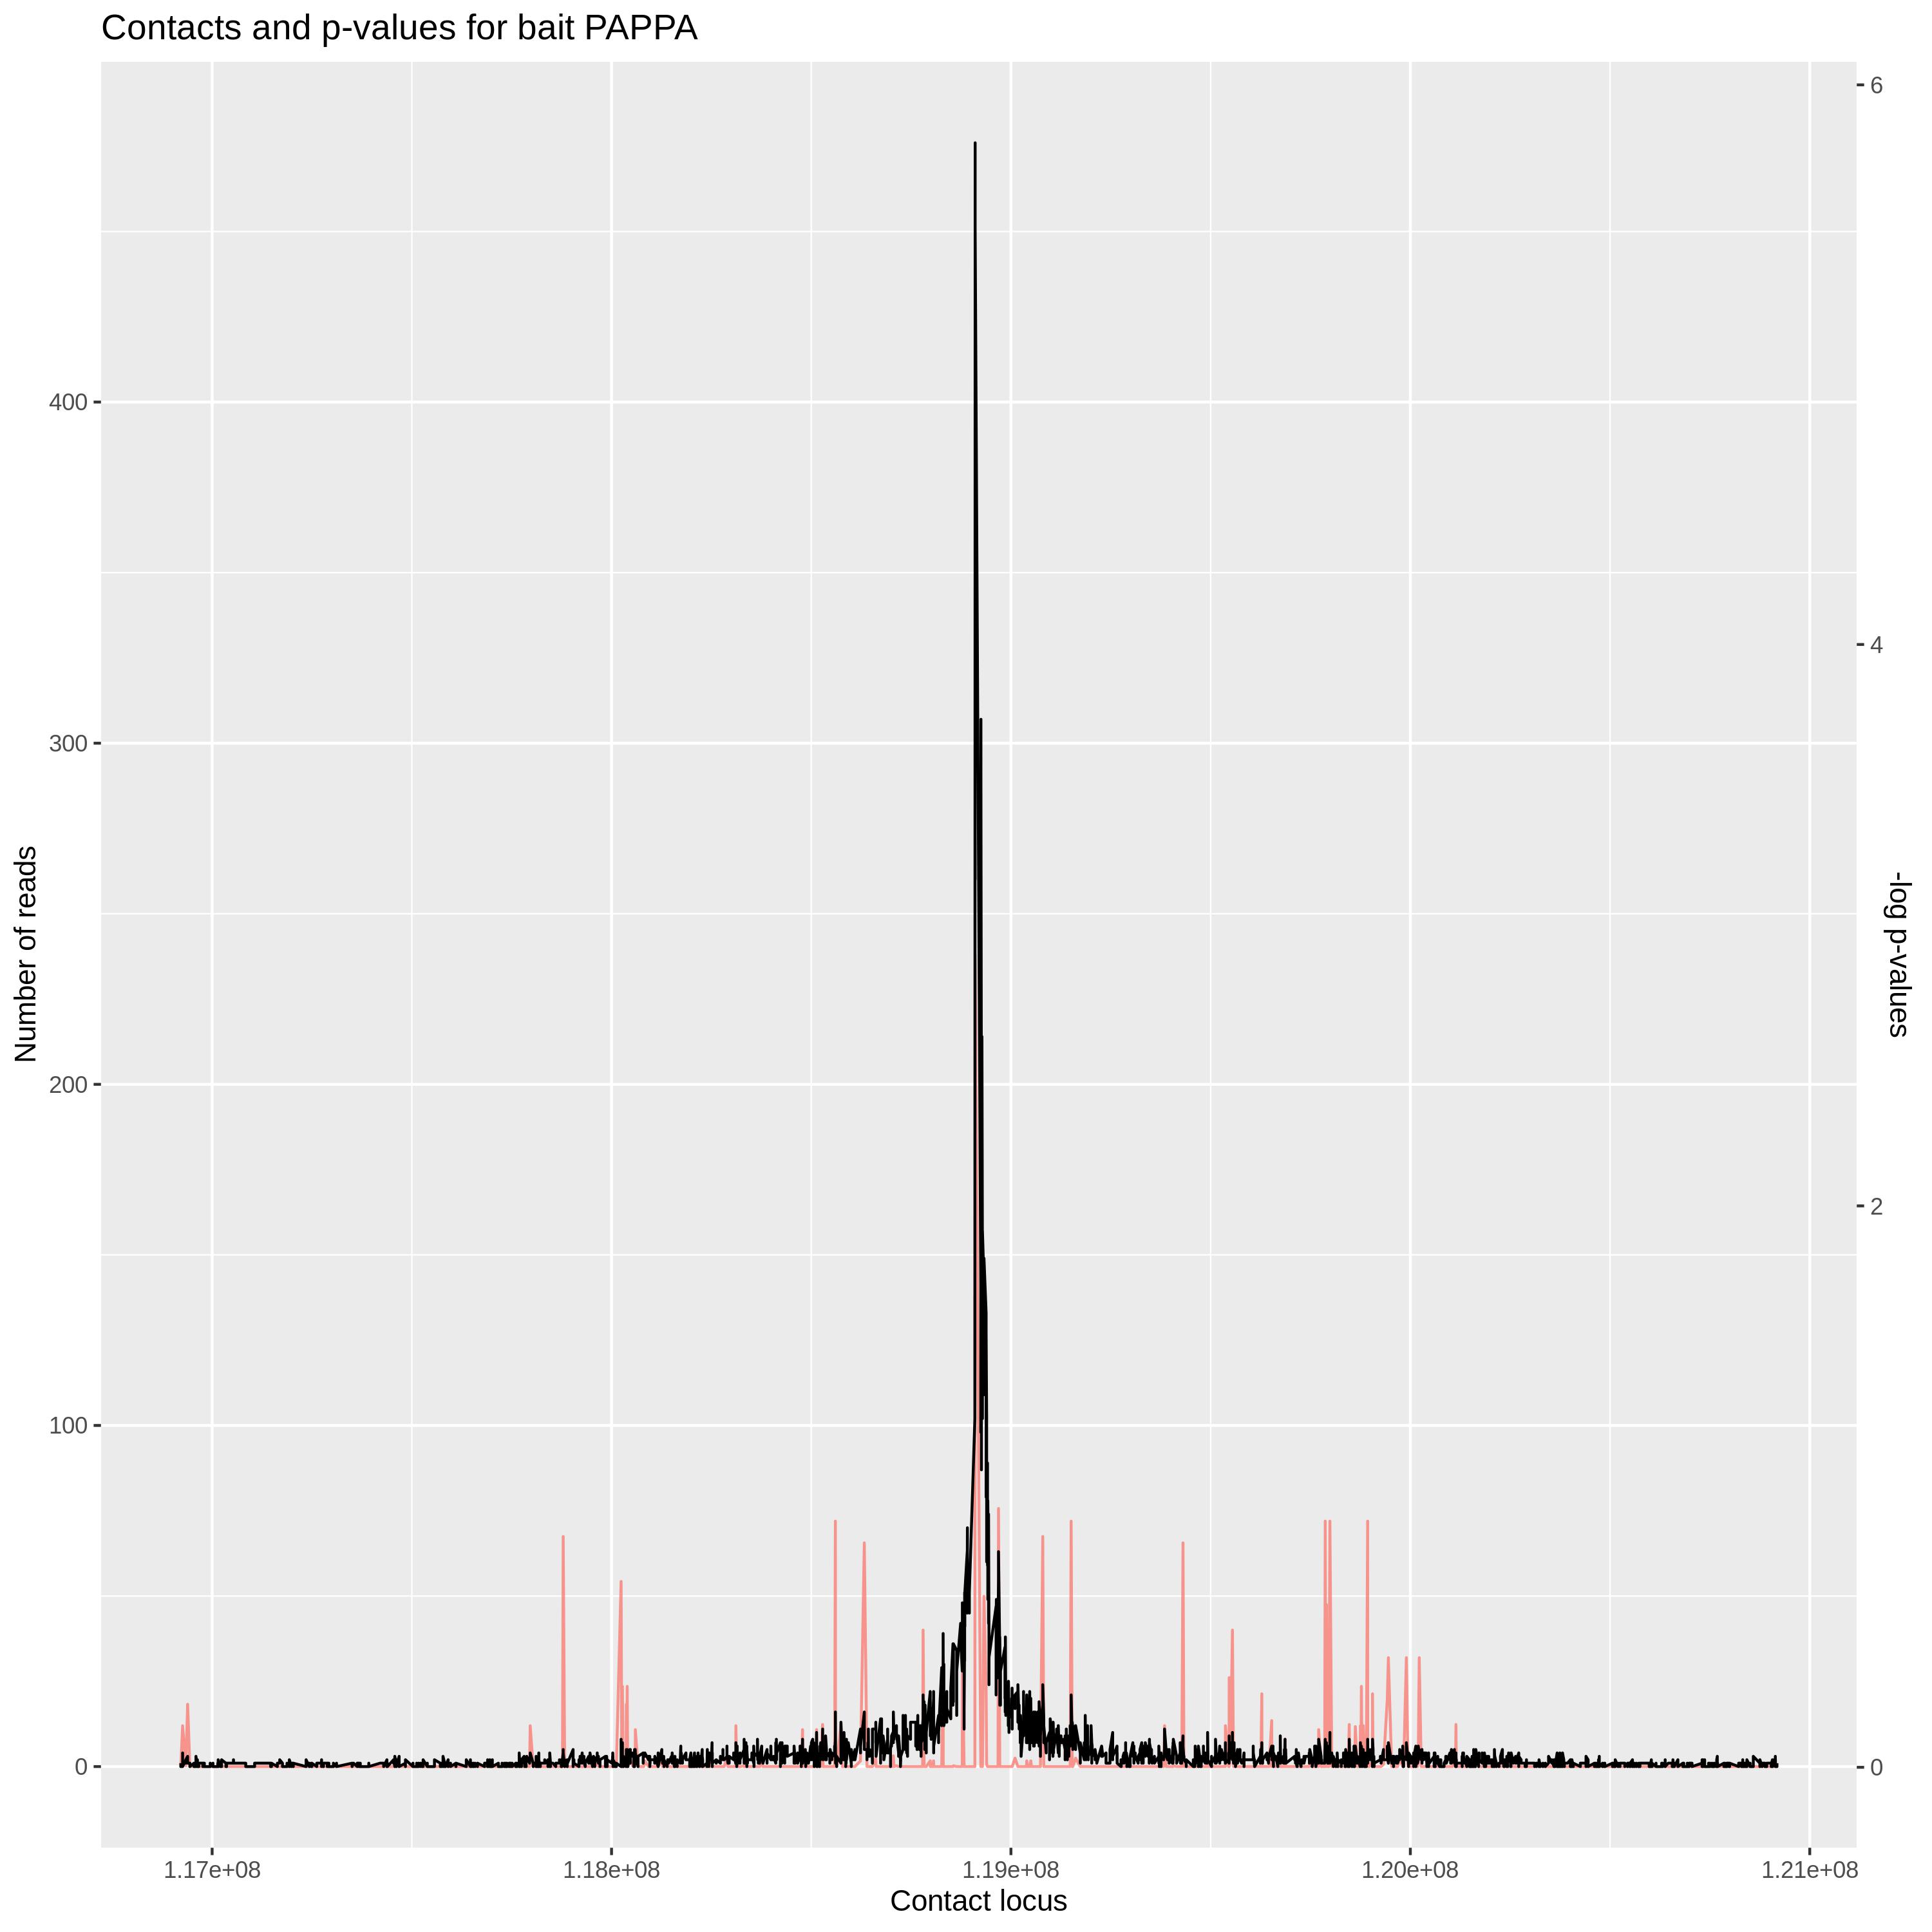 Contacts and p-values for bait PAPPA
6
400
4
300
Number of reads
-log p-values
200
2
100
0
0
1.17e+08
1.18e+08
1.19e+08
1.20e+08
1.21e+08
Contact locus